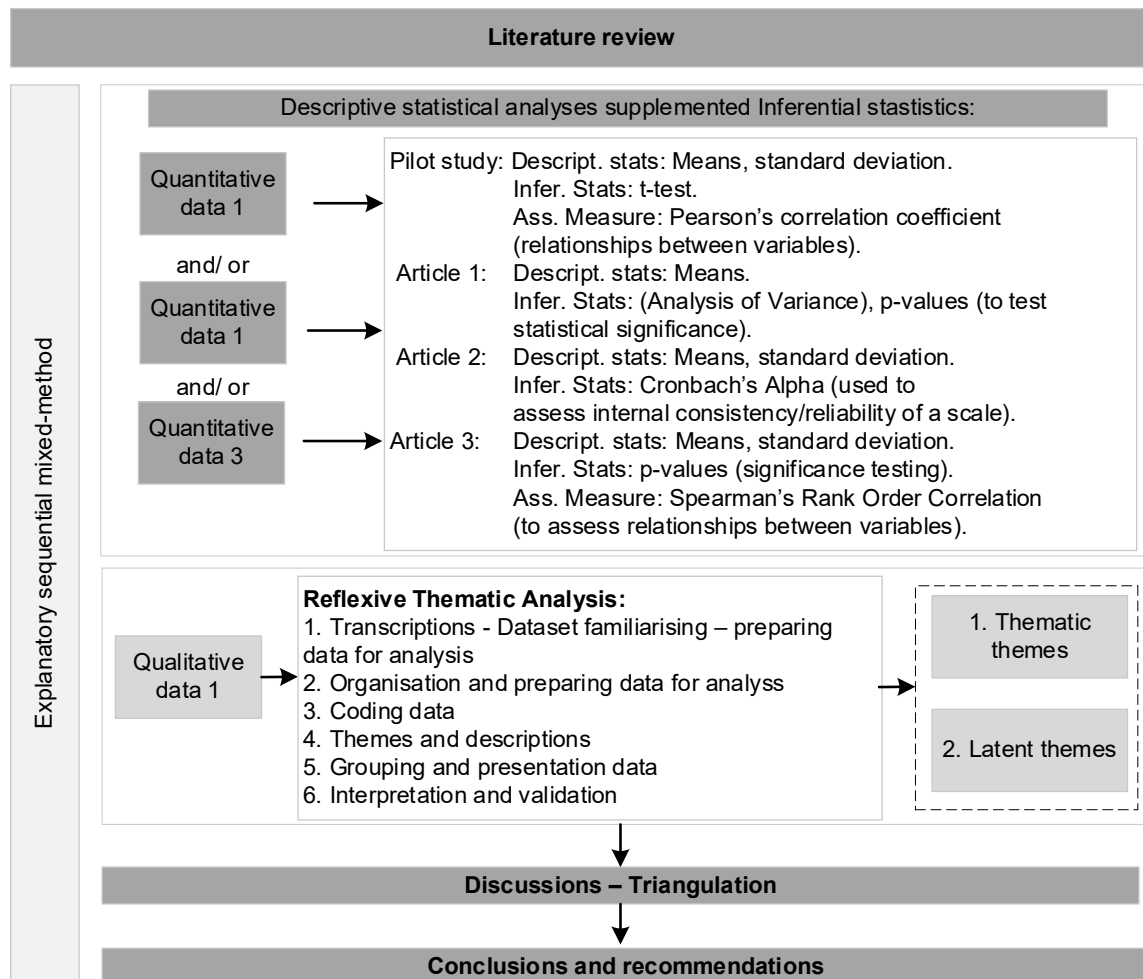 Literature review
Explanatory sequential mixed-method
Descriptive statistical analyses supplemented Inferential stastistics:
Quantitative
data 1
and/ or
Quantitative
data 1
and/ or
Quantitative
data 3
Pilot study: Descript. stats: Means, standard deviation.
Infer. Stats: t-test.
Ass. Measure: Pearson’s correlation coefficient
(relationships between variables).
Article 1: Descript. stats: Means.
Infer. Stats: (Analysis of Variance), p-values (to test
statistical significance).
Article 2: Descript. stats: Means, standard deviation.
Infer. Stats: Cronbach’s Alpha (used to
assess internal consistency/reliability of a scale).
Article 3: Descript. stats: Means, standard deviation.
Infer. Stats: p-values (significance testing).
Ass. Measure: Spearman’s Rank Order Correlation
(to assess relationships between variables).
Qualitative
data 1
Reflexive Thematic Analysis:
1. Transcriptions - Dataset familiarising – preparing
data for analysis
2. Organisation and preparing data for analyss
3. Coding data
4. Themes and descriptions
5. Grouping and presentation data
6. Interpretation and validation
1. Thematic
themes
2. Latent themes
Discussions – Triangulation
Conclusions and recommendations